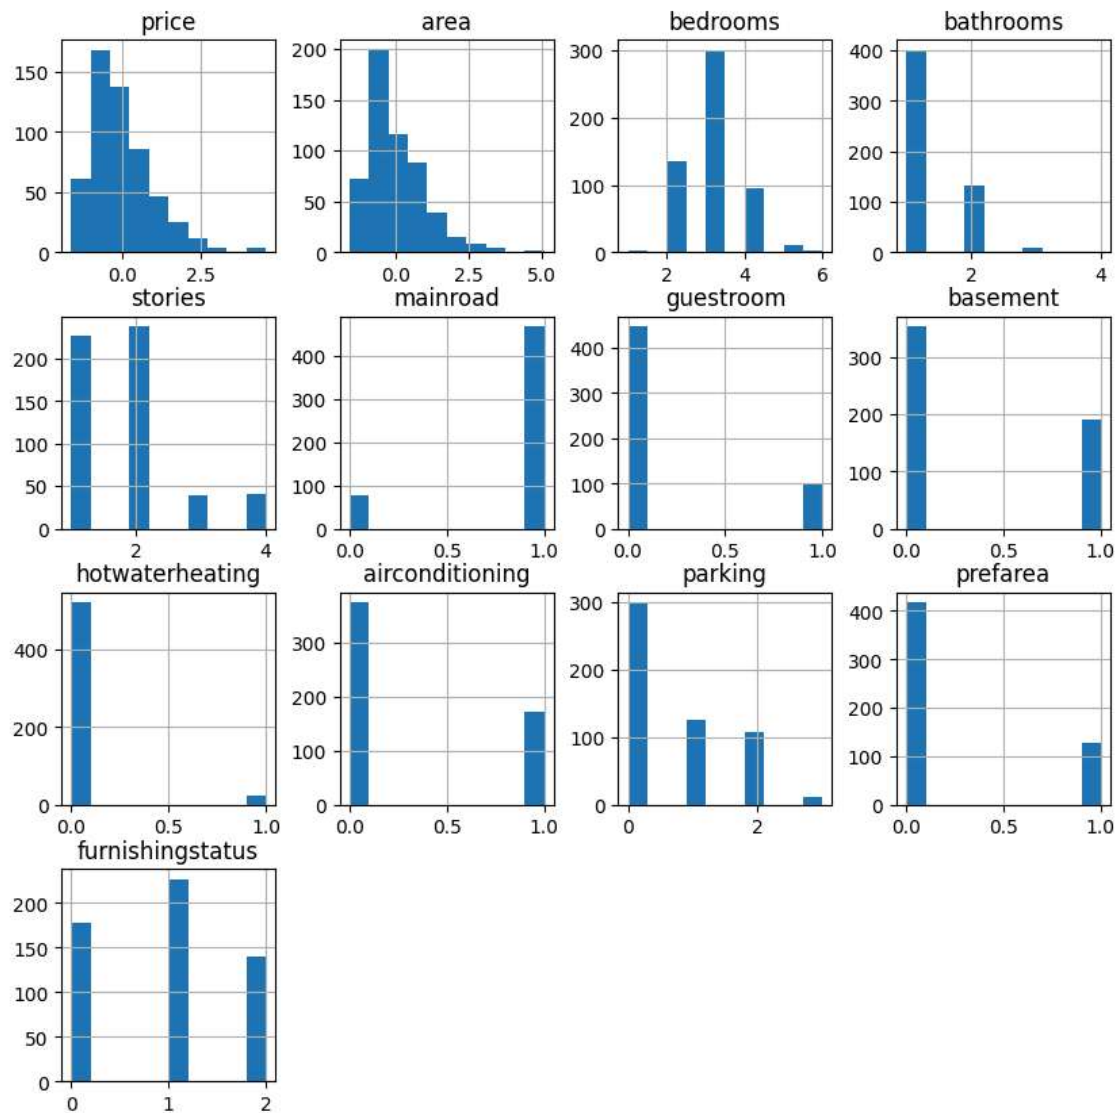 price area bedrooms bathrooms
150 200 300 400
100 150 200 300
50 100 100 200
0 50 0 100
0 0
0.0 2.5 0.0 2.5 5.0 2 4 6 2 4
stories mainroad guestroom basement
200 400 400 300
150 300 300 200
100 200 200 100
50 100 100 0
0 0 0
2 4 0.0 0.5 1.0 0.0 0.5 1.0 0.0 0.5 1.0
hotwaterheating airconditioning parking prefarea
400 300 300 400
200 200 200 300
0 100 100 200
0 0 100
0
0.0 0.5 1.0 0.0 0.5 1.0 0 2 0.0 0.5 1.0
furnishingstatus
200
150
100
50
0
0 1 2